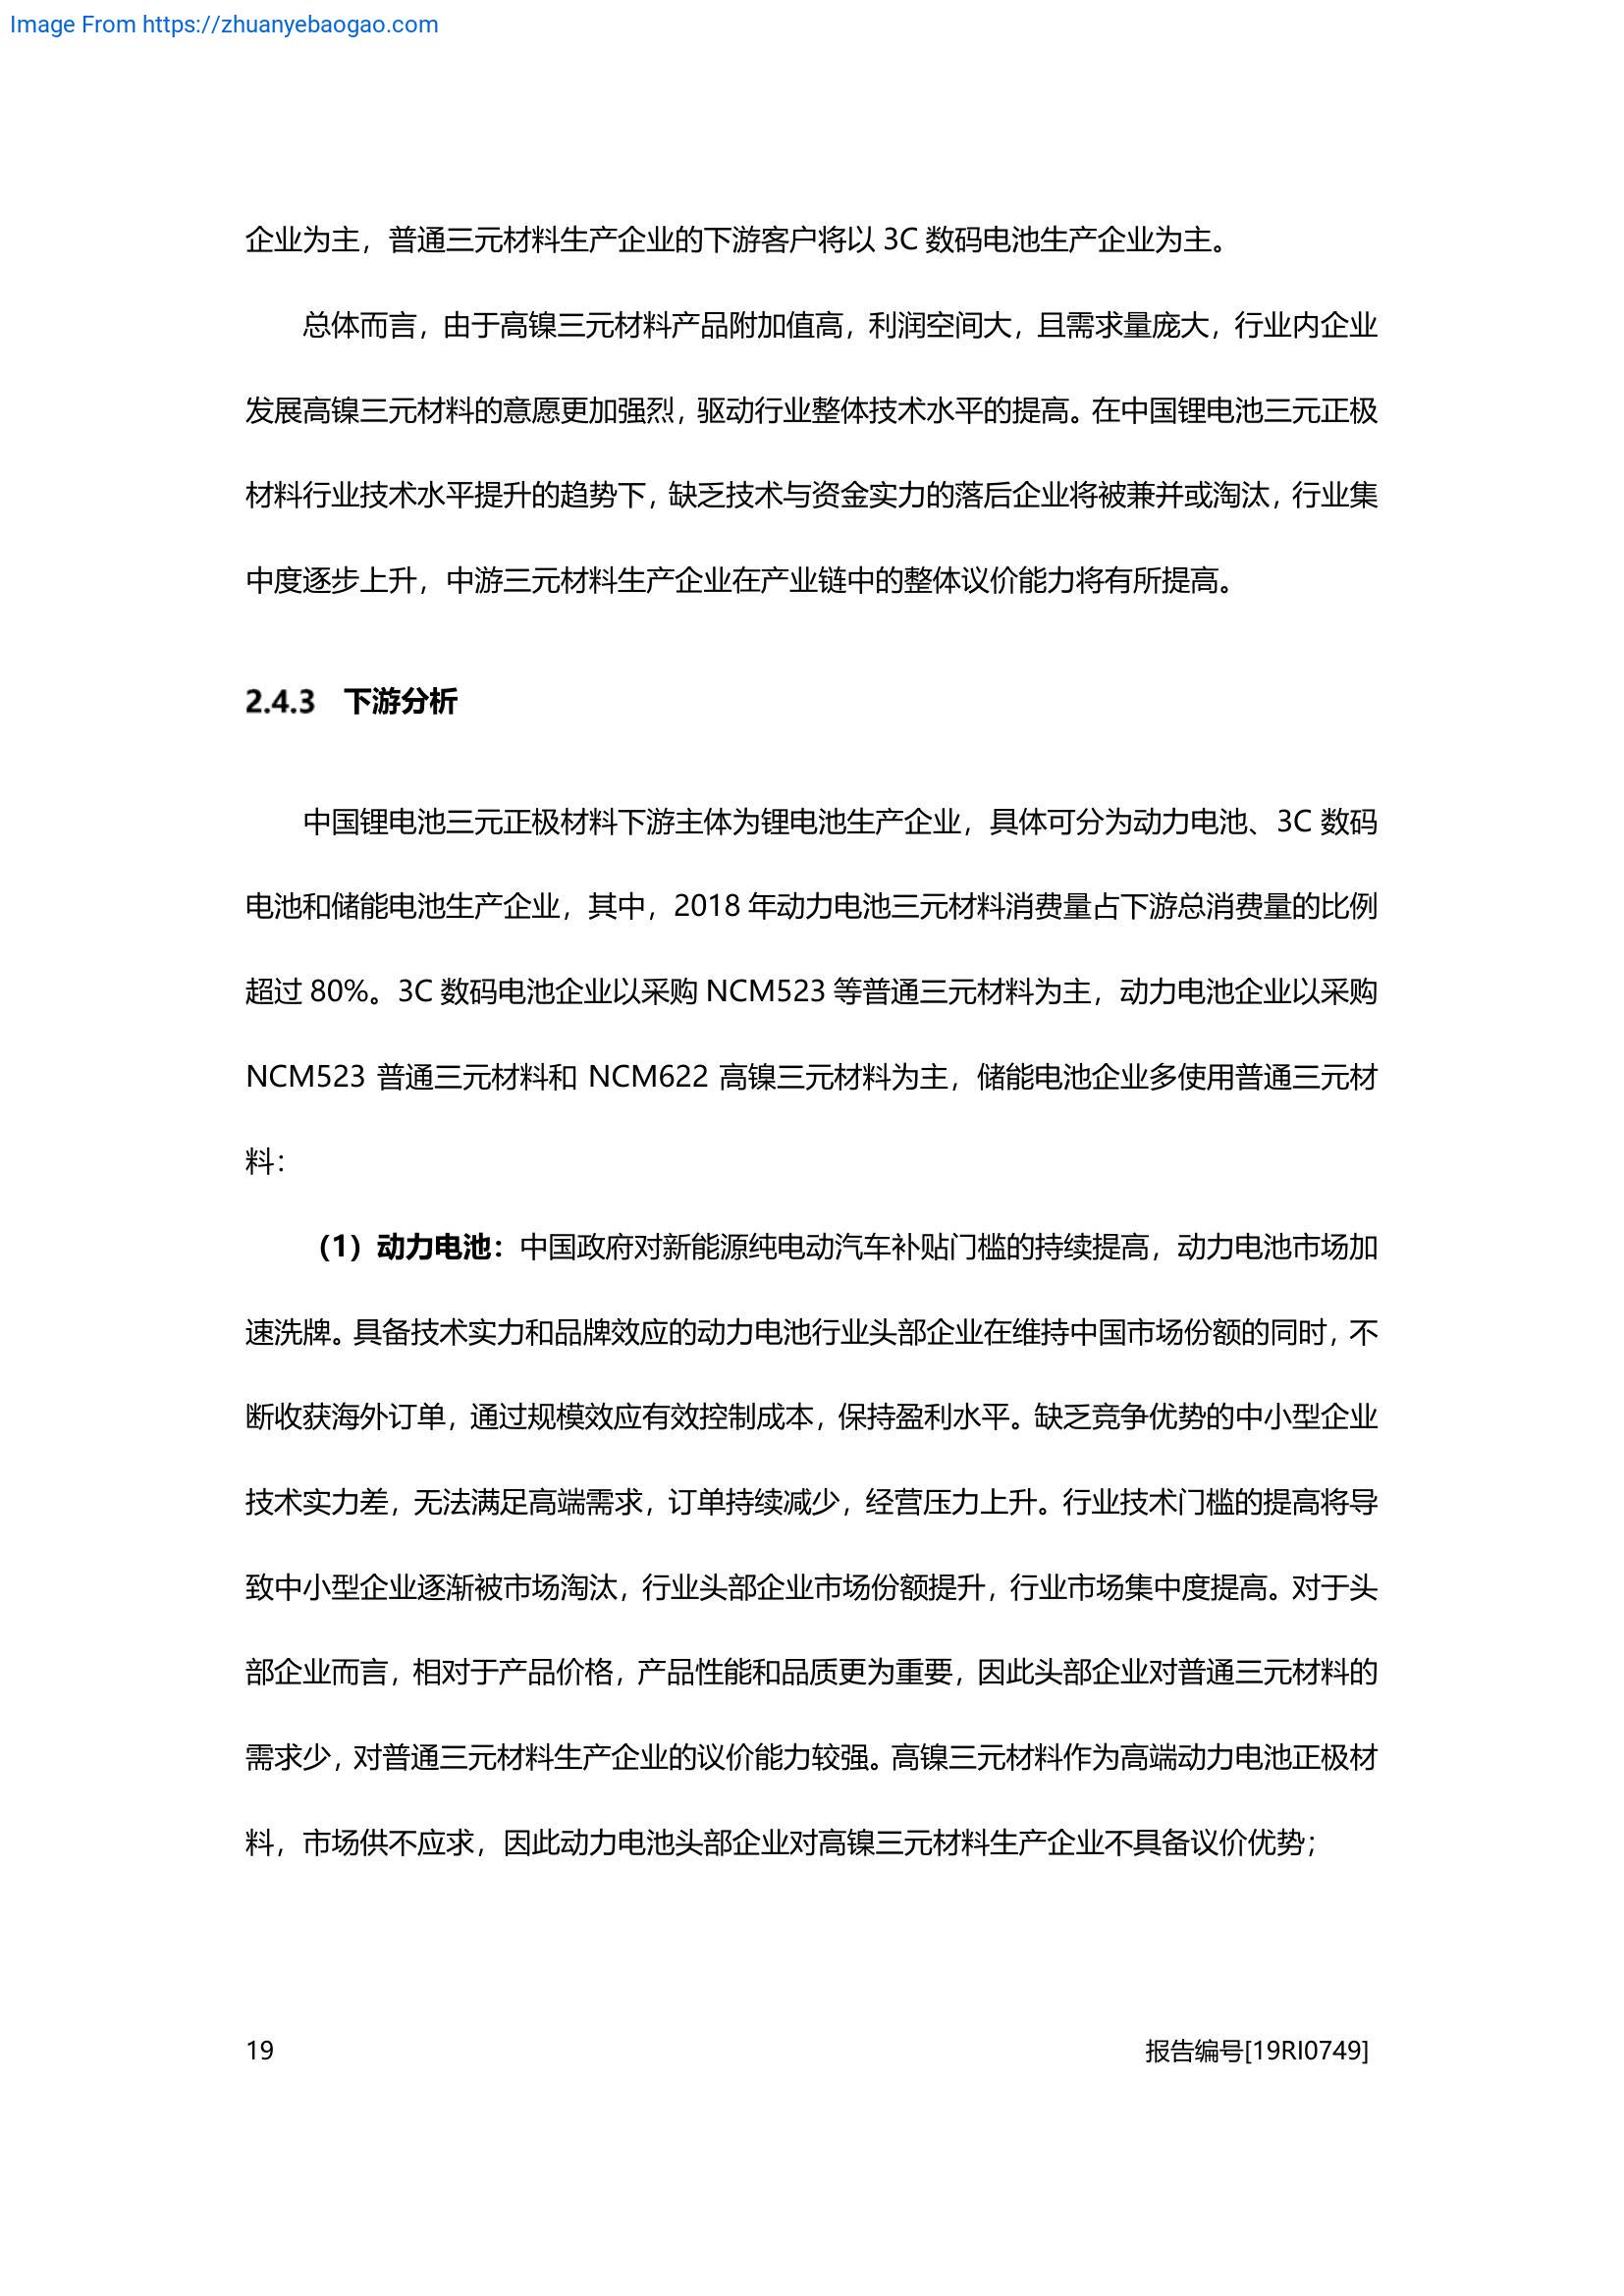 Image From https://zhuanyebaogao.com
企业为主，普通三元材料生产企业的下游客户将以 3C 数码电池生产企业为主。
总体而言，由于高镍三元材料产品附加值高，利润空间大，且需求量庞大，行业内企业
发展高镍三元材料的意愿更加强烈，驱动行业整体技术水平的提高。在中国锂电池三元正极
材料行业技术水平提升的趋势下，缺乏技术与资金实力的落后企业将被兼并或淘汰，行业集
中度逐步上升，中游三元材料生产企业在产业链中的整体议价能力将有所提高。
2.4.3 下游分析
中国锂电池三元正极材料下游主体为锂电池生产企业，具体可分为动力电池、3C 数码
电池和储能电池生产企业，其中，2018 年动力电池三元材料消费量占下游总消费量的比例
超过 80%。3C 数码电池企业以采购 NCM523 等普通三元材料为主，动力电池企业以采购
NCM523 普通三元材料和 NCM622 高镍三元材料为主，储能电池企业多使用普通三元材
料：
（1）动力电池：中国政府对新能源纯电动汽车补贴门槛的持续提高，动力电池市场加
速洗牌。具备技术实力和品牌效应的动力电池行业头部企业在维持中国市场份额的同时，不
断收获海外订单，通过规模效应有效控制成本，保持盈利水平。缺乏竞争优势的中小型企业
技术实力差，无法满足高端需求，订单持续减少，经营压力上升。行业技术门槛的提高将导
致中小型企业逐渐被市场淘汰，行业头部企业市场份额提升，行业市场集中度提高。对于头
部企业而言，相对于产品价格，产品性能和品质更为重要，因此头部企业对普通三元材料的
需求少，对普通三元材料生产企业的议价能力较强。高镍三元材料作为高端动力电池正极材
料，市场供不应求，因此动力电池头部企业对高镍三元材料生产企业不具备议价优势；
19 报告编号[19RI0749]